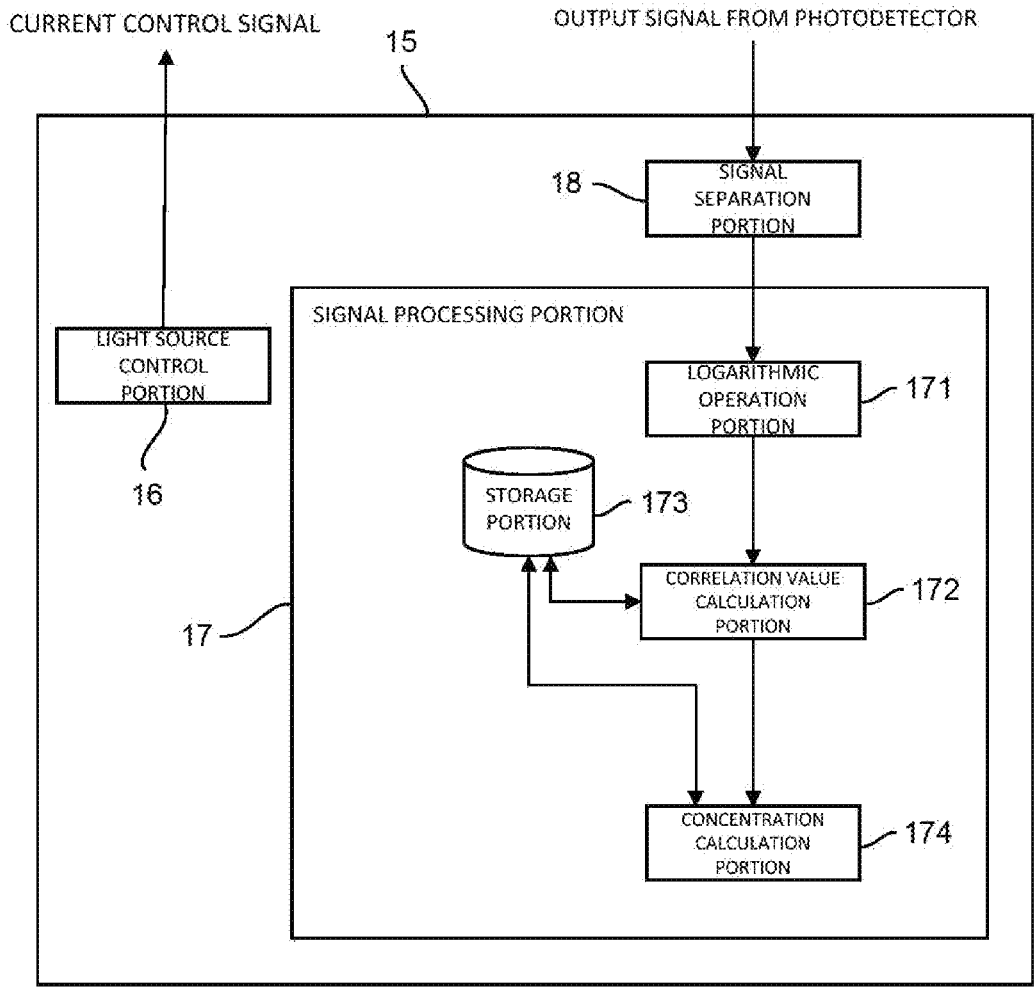 CURRENT CONTROL SIGNAL
OUTPUT SIGNAL FROM PHOTODETECTOR
15
18
SIGNAL
SEPARATION
PORTION
SIGNAL PROCESSING PORTION
LIGHT SOURCE
CONTROL
PORTION
16
LOGARITHMIC
OPERATION
PORTION
171
STORAGE
PORTION
173
CORRELATION VALUE
CALCULATION
PORTION
172
17
CONCENTRATION
CALCULATION
PORTION
174